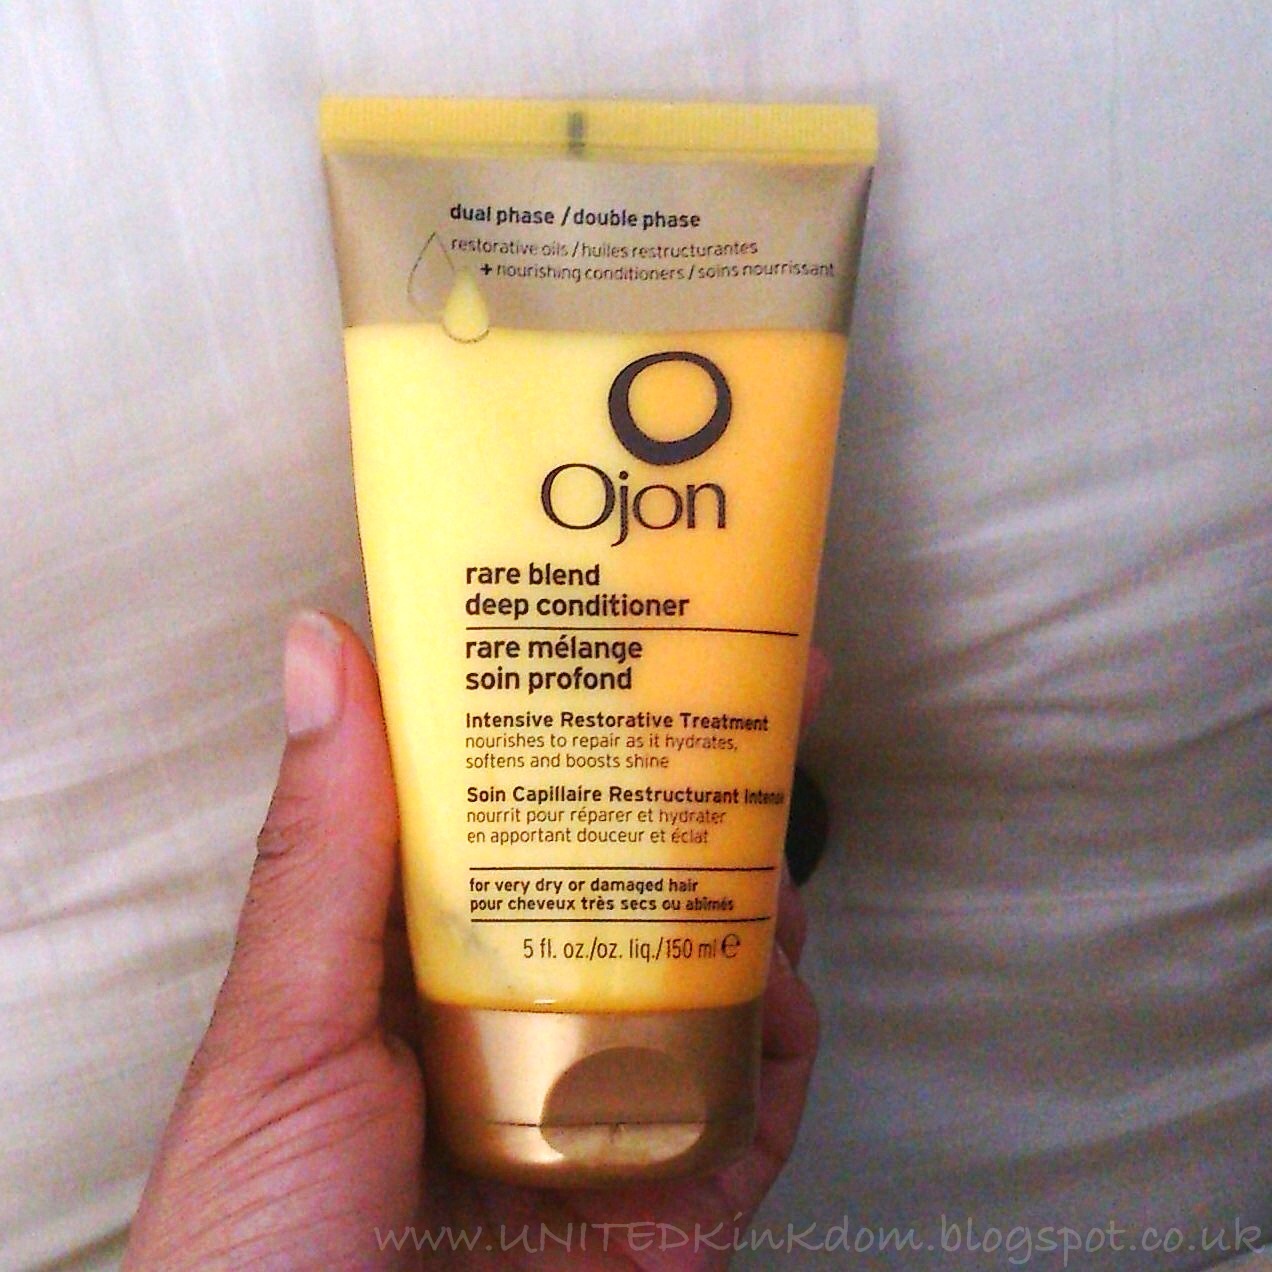 dual phase / double phase
restorative oils / huiles restructurantes
+ nourishing conditioners / soins nourrissant
Ojon
rare blend
deep conditioner
rare mélange
soin profond
Intensive Restorative Treatment
nourishes to repair as it hydrates,
softens and boosts shine
Soin Capillaire Restructurant Intense
nourrit pour réparer et hydrater
en apportant douceur et éclat
for very dry or damaged hair
pour cheveux très secs ou abîmés
5 fl. oz./oz. liq./150 ml ℮
www.UNITEDKinKdom.blogspot.co.uk